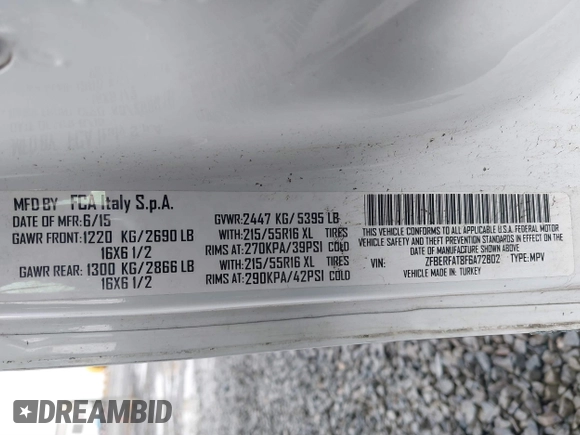 MFD BY FCA Italy S.p.A.
DATE OF MFR:6/15
GVWR:2447 KG/5395 LB
GAWR FRONT:1220 KG/2690 LB
WITH:215/55R16 XL TIRES
16X6 1/2
RIMS AT:270KPA/39PSI COLD
GAWR REAR:1300 KG/2866 LB
WITH:215/55R16 XL TIRES
16X6 1/2
RIMS AT:290KPA/42PSI COLD
THIS VEHICLE CONFORMS TO ALL APPLICABLE U.S.A. FEDERAL MOTOR
VEHICLE SAFETY AND THEFT PREVENTION STANDARDS IN EFFECT ON THE
DATE OF MANUFACTURE SHOWN ABOVE
VIN: ZFBERFAT8F6A72802 TYPE:MPV
VEHICLE MADE IN: TURKEY
DREAMBID